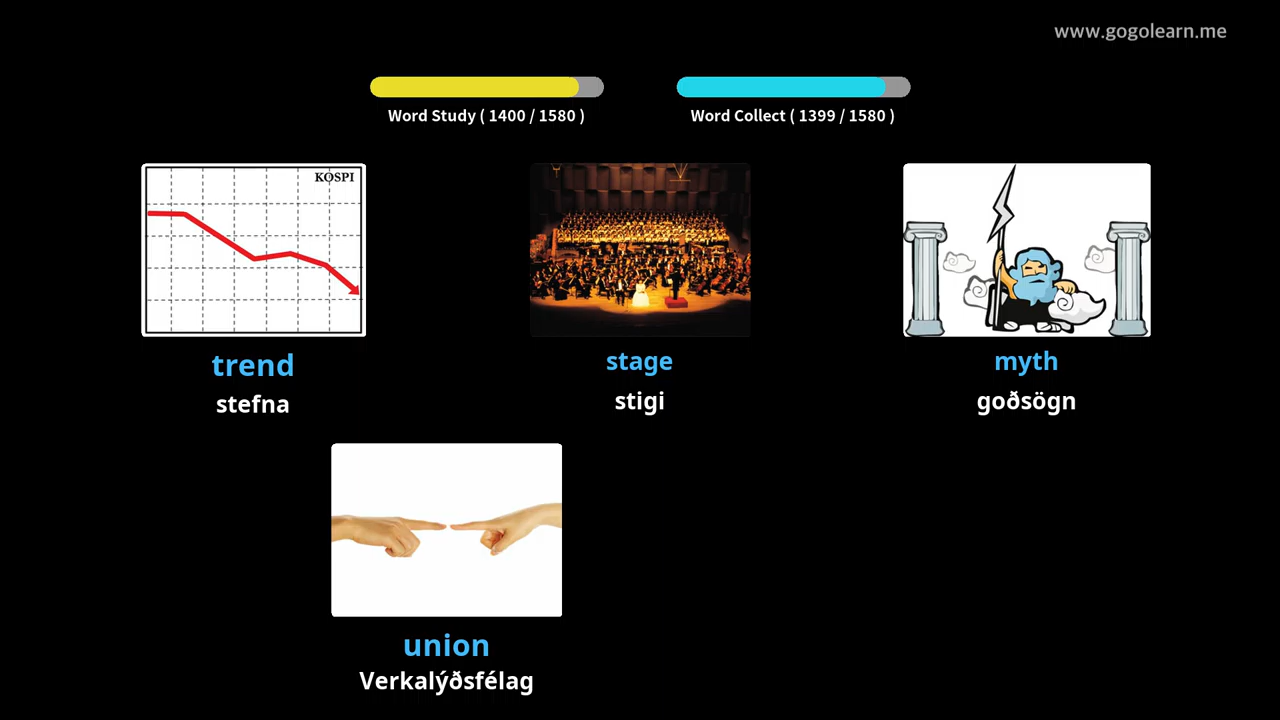 www.gogolearn.me
Word Study ( 1400 / 1580 )
Word Collect ( 1399 / 1580 )
KOSPI
trend
stefna
stage
stigi
myth
goðsögn
union
Verkalýðsfélag